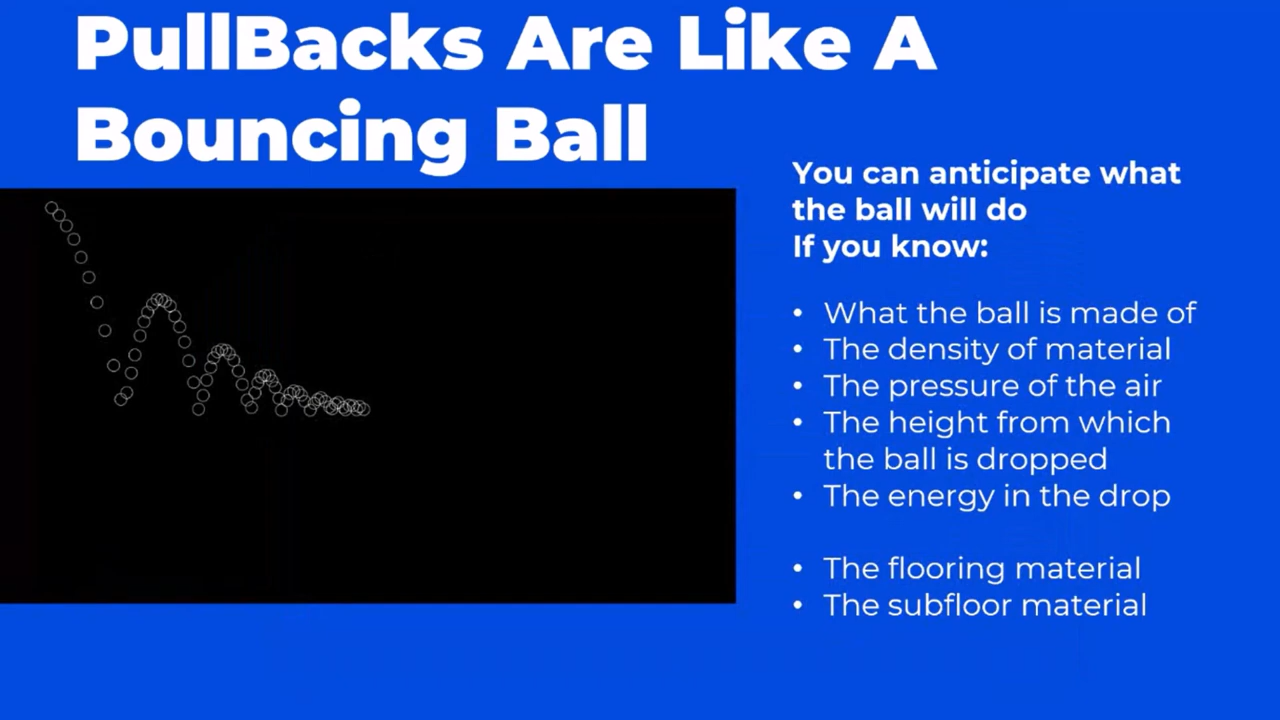 PullBacks Are Like A
Bouncing Ball
You can anticipate what
the ball will do
If you know:
• What the ball is made of
• The density of material
• The pressure of the air
• The height from which
the ball is dropped
• The energy in the drop
• The flooring material
• The subfloor material